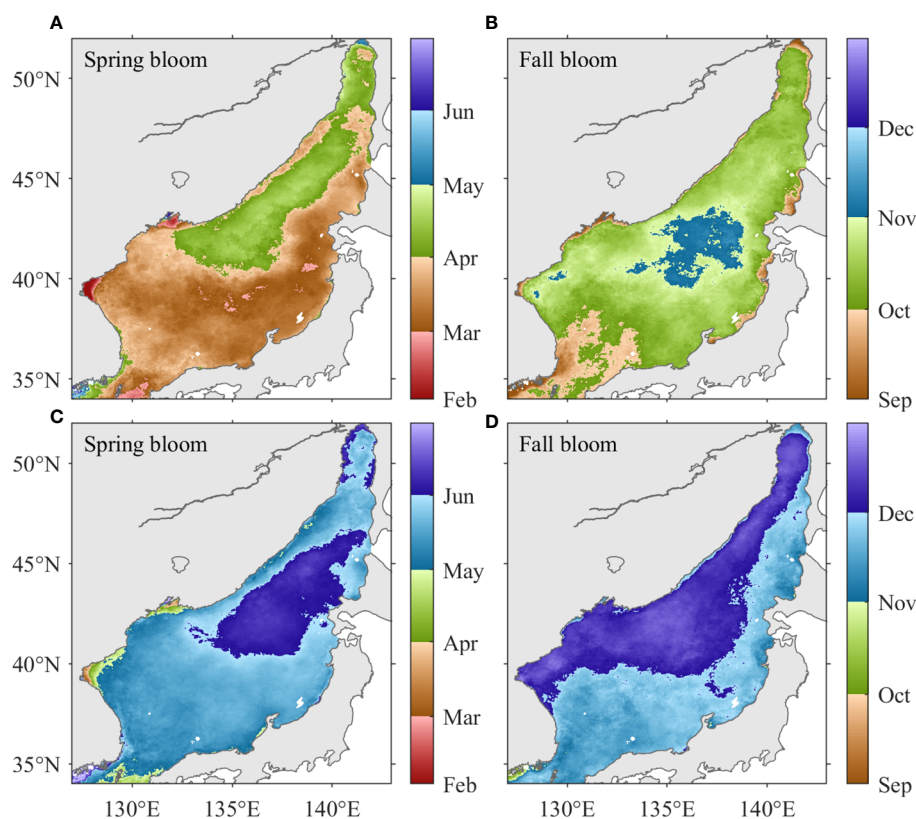 A
Spring bloom
50°N
45°N
40°N
35°N
Jun
May
Apr
Mar
Feb
B
Fall bloom
Dec
Nov
Oct
Sep
C
Spring bloom
50°N
45°N
40°N
35°N
130°E
135°E
140°E
Jun
May
Apr
Mar
Feb
D
Fall bloom
130°E
135°E
140°E
Dec
Nov
Oct
Sep